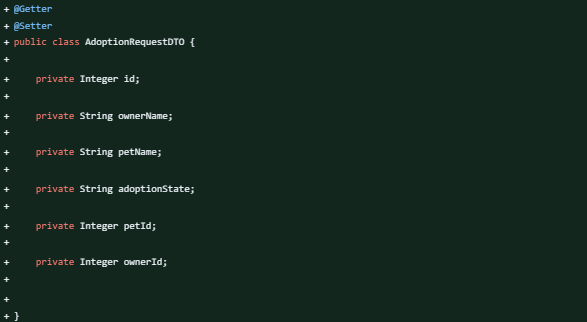 + @Getter
+ @Setter
+ public class AdoptionRequestDTO {
+
+     private Integer id;
+
+     private String ownerName;
+
+     private String petName;
+
+     private String adoptionState;
+
+     private Integer petId;
+
+     private Integer ownerId;
+
+
+ }